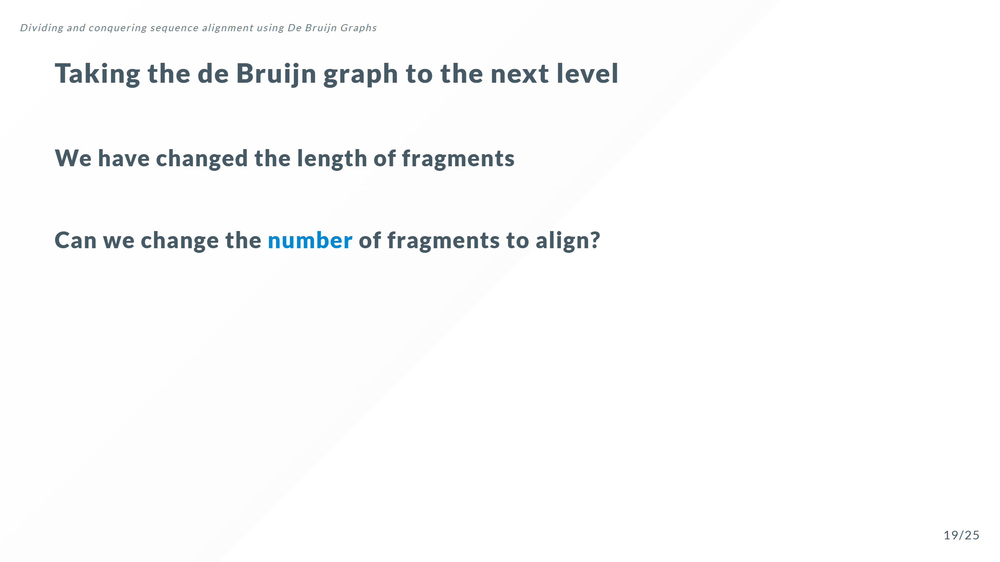 Dividing and conquering sequence alignment using De Bruijn Graphs
Taking the de Bruijn graph to the next level
We have changed the length of fragments
Can we change the number of fragments to align?
19/25